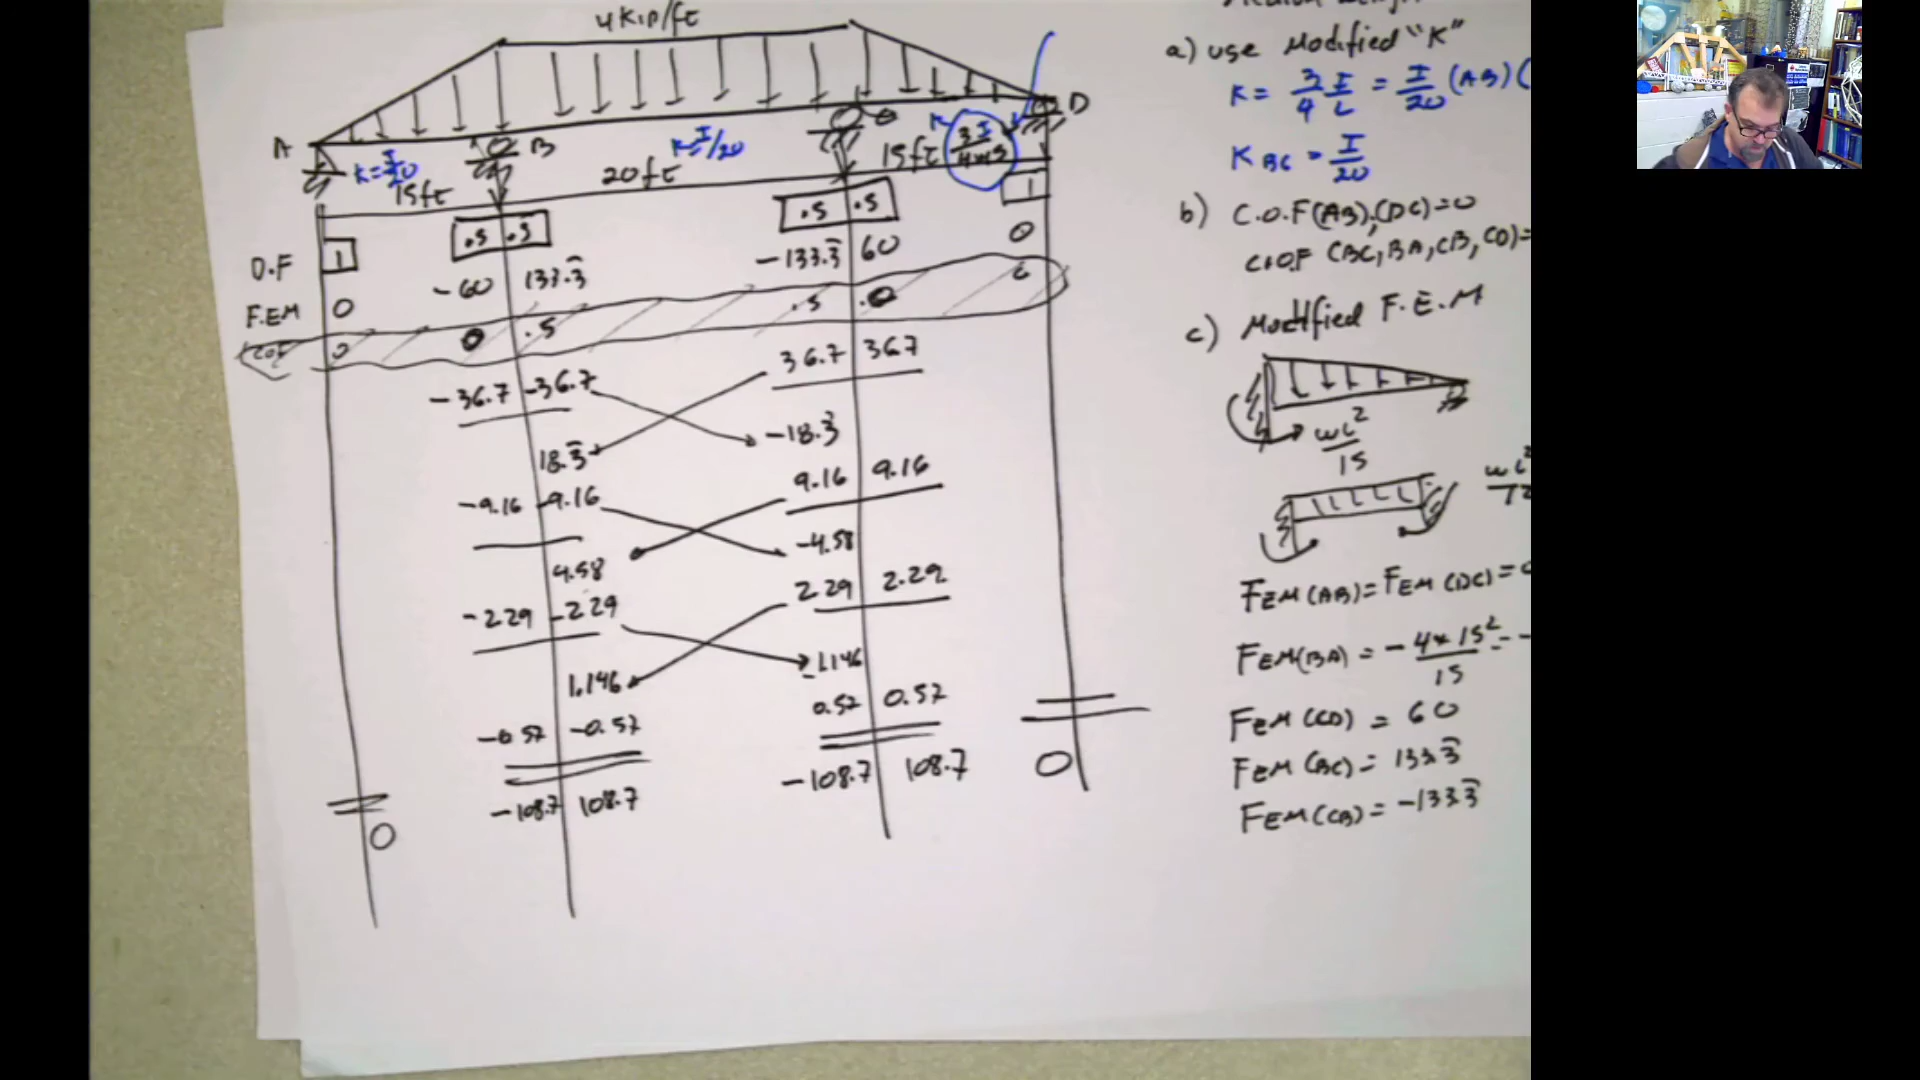 4 KIP/ft
A
B
C
D
K = I/20
K = I/20
K
3 I / 4×15
15ft
20ft
15ft
D.F
1
.5 .5
.5 .5
1
F.EM
0
-60 133.3̅
-133.3̅ 60
0
COF
0
0 .5
.5 .0
0
-36.7 -36.7
36.7 36.7
18.3̅
-18.3̅
-9.16 -9.16
9.16 9.16
4.58
-4.58
-2.29 -2.29
2.29 2.29
1.146
-1.146
-0.57 -0.57
0.57 0.57
-108.7 108.7
-108.7 108.7
0
0
a) use Modified "K"
K = 3/4 I/L = I/20 (AB) (
K BC = I/20
b) C.O.F (AB), (DC) = 0
C.O.F (BC, BA, CB, CD) =
c) Modified F.E.M
wL²/15
wL²/12
FEM (AB) = FEM (DC) = 0
FEM (BA) = - 4×15²/15 = -
FEM (CD) = 60
FEM (BC) = 133.3̅
FEM (CB) = -133.3̅